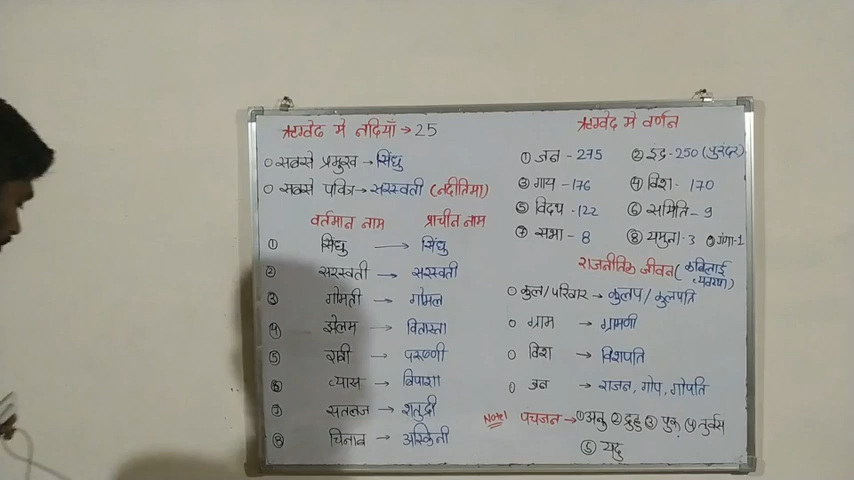 ऋग्वेद मे नदियाँ → 25
○ सबसे प्रमुख → सिंधु
○ सबसे पवित्र → सरस्वती (नदीतिमा)
वर्तमान नाम प्राचीन नाम
① सिंधु → सिंधु
② सरस्वती → सरस्वती
③ गोमती → गोमल
④ झेलम → वितास्ता
⑤ रावी → परुष्णी
⑥ व्यास → बिपाशा
⑦ सतलज → शतुद्री
⑧ चिनाव → अस्किनी
ऋग्वेद मे वर्णन
① जन - 275 ② इंद्र - 250 (पुरंदर)
③ गाय - 176 ④ विश - 170
⑤ विदथ - 122 ⑥ समिति - 9
⑦ सभा - 8 ⑧ यमुना - 3 ⑨ गंगा - 1
राजनीतिक जीवन (कबिलाई
व्यवस्था)
○ कुल/परिवार → कुलप/कुलपति
○ ग्राम → ग्रामणी
○ विश → विशपति
○ जन → राजन, गोप, गोपति
Note! पंचजन → ① अनु ② द्रुहु ③ पुरू ④ तुर्वस
⑤ यदु